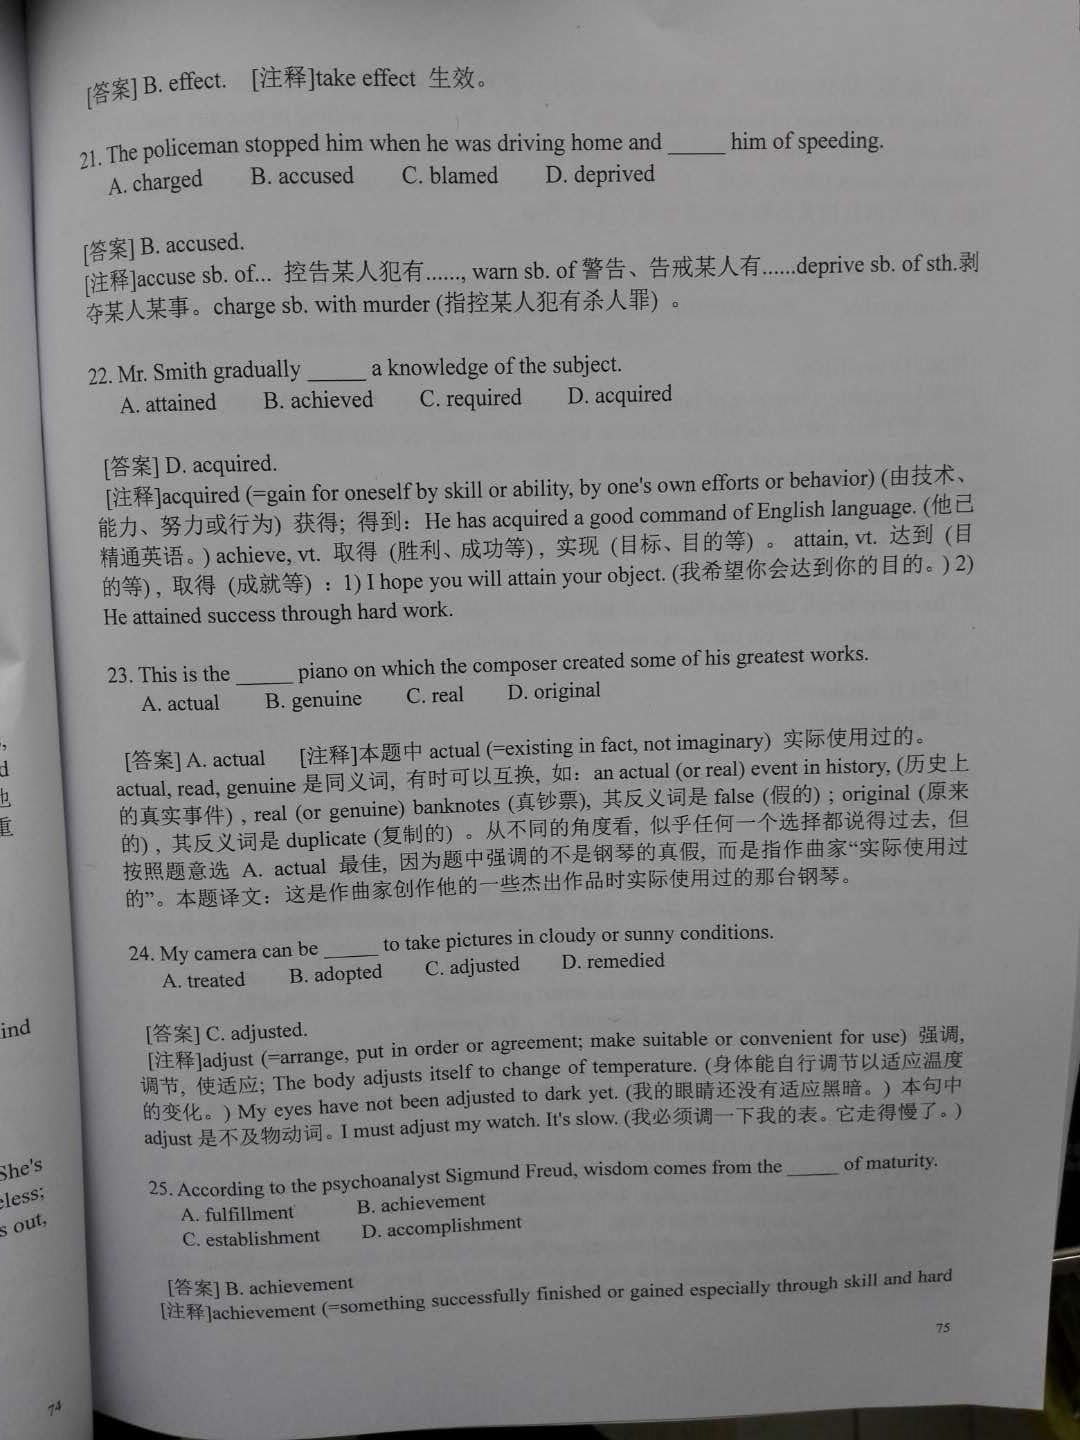 [答案] B. effect. [注释]take effect 生效。
21. The policeman stopped him when he was driving home and _____ him of speeding.
A. charged B. accused C. blamed D. deprived
[答案] B. accused.
[注释]accuse sb. of... 控告某人犯有......, warn sb. of 警告、告戒某人有......deprive sb. of sth.剥
夺某人某事。charge sb. with murder (指控某人犯有杀人罪) 。
22. Mr. Smith gradually _____ a knowledge of the subject.
A. attained B. achieved C. required D. acquired
[答案] D. acquired.
[注释]acquired (=gain for oneself by skill or ability, by one's own efforts or behavior) (由技术、
能力、努力或行为) 获得; 得到: He has acquired a good command of English language. (他已
精通英语。) achieve, vt. 取得 (胜利、成功等) , 实现 (目标、目的等) 。 attain, vt. 达到 (目
的等) , 取得 (成就等) : 1) I hope you will attain your object. (我希望你会达到你的目的。) 2)
He attained success through hard work.
23. This is the _____ piano on which the composer created some of his greatest works.
A. actual B. genuine C. real D. original
[答案] A. actual [注释]本题中 actual (=existing in fact, not imaginary) 实际使用过的。
actual, read, genuine 是同义词, 有时可以互换, 如: an actual (or real) event in history, (历史上
的真实事件) , real (or genuine) banknotes (真钞票), 其反义词是 false (假的) ; original (原来
的) , 其反义词是 duplicate (复制的) 。从不同的角度看, 似乎任何一个选择都说得过去, 但
按照题意选 A. actual 最佳, 因为题中强调的不是钢琴的真假, 而是指作曲家“实际使用过
的”。本题译文: 这是作曲家创作他的一些杰出作品时实际使用过的那台钢琴。
24. My camera can be _____ to take pictures in cloudy or sunny conditions.
A. treated B. adopted C. adjusted D. remedied
[答案] C. adjusted.
[注释]adjust (=arrange, put in order or agreement; make suitable or convenient for use) 强调,
调节, 使适应; The body adjusts itself to change of temperature. (身体能自行调节以适应温度
的变化。) My eyes have not been adjusted to dark yet. (我的眼睛还没有适应黑暗。) 本句中
adjust 是不及物动词。I must adjust my watch. It's slow. (我必须调一下我的表。它走得慢了。)
25. According to the psychoanalyst Sigmund Freud, wisdom comes from the _____ of maturity.
A. fulfillment B. achievement
C. establishment D. accomplishment
[答案] B. achievement
[注释]achievement (=something successfully finished or gained especially through skill and hard
75
ind
She's
eless;
s out,
74